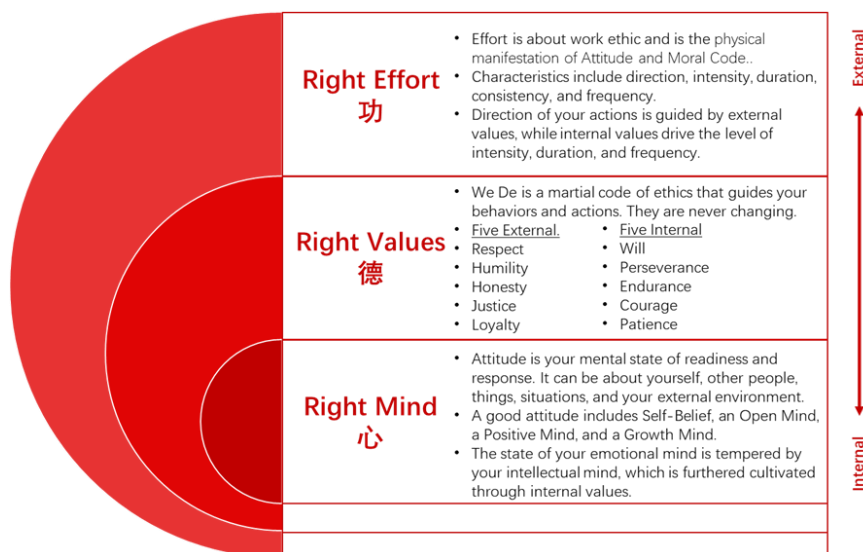 Right Effort
功
• Effort is about work ethic and is the physical
manifestation of Attitude and Moral Code..
• Characteristics include direction, intensity, duration,
consistency, and frequency.
• Direction of your actions is guided by external
values, while internal values drive the level of
intensity, duration, and frequency.
External
Right Values
德
• We De is a martial code of ethics that guides your
behaviors and actions. They are never changing.
• Five External.
• Respect
• Humility
• Honesty
• Justice
• Loyalty
• Five Internal
• Will
• Perseverance
• Endurance
• Courage
• Patience
Right Mind
心
• Attitude is your mental state of readiness and
response. It can be about yourself, other people,
things, situations, and your external environment.
• A good attitude includes Self-Belief, an Open Mind,
a Positive Mind, and a Growth Mind.
• The state of your emotional mind is tempered by
your intellectual mind, which is furthered cultivated
through internal values.
Internal